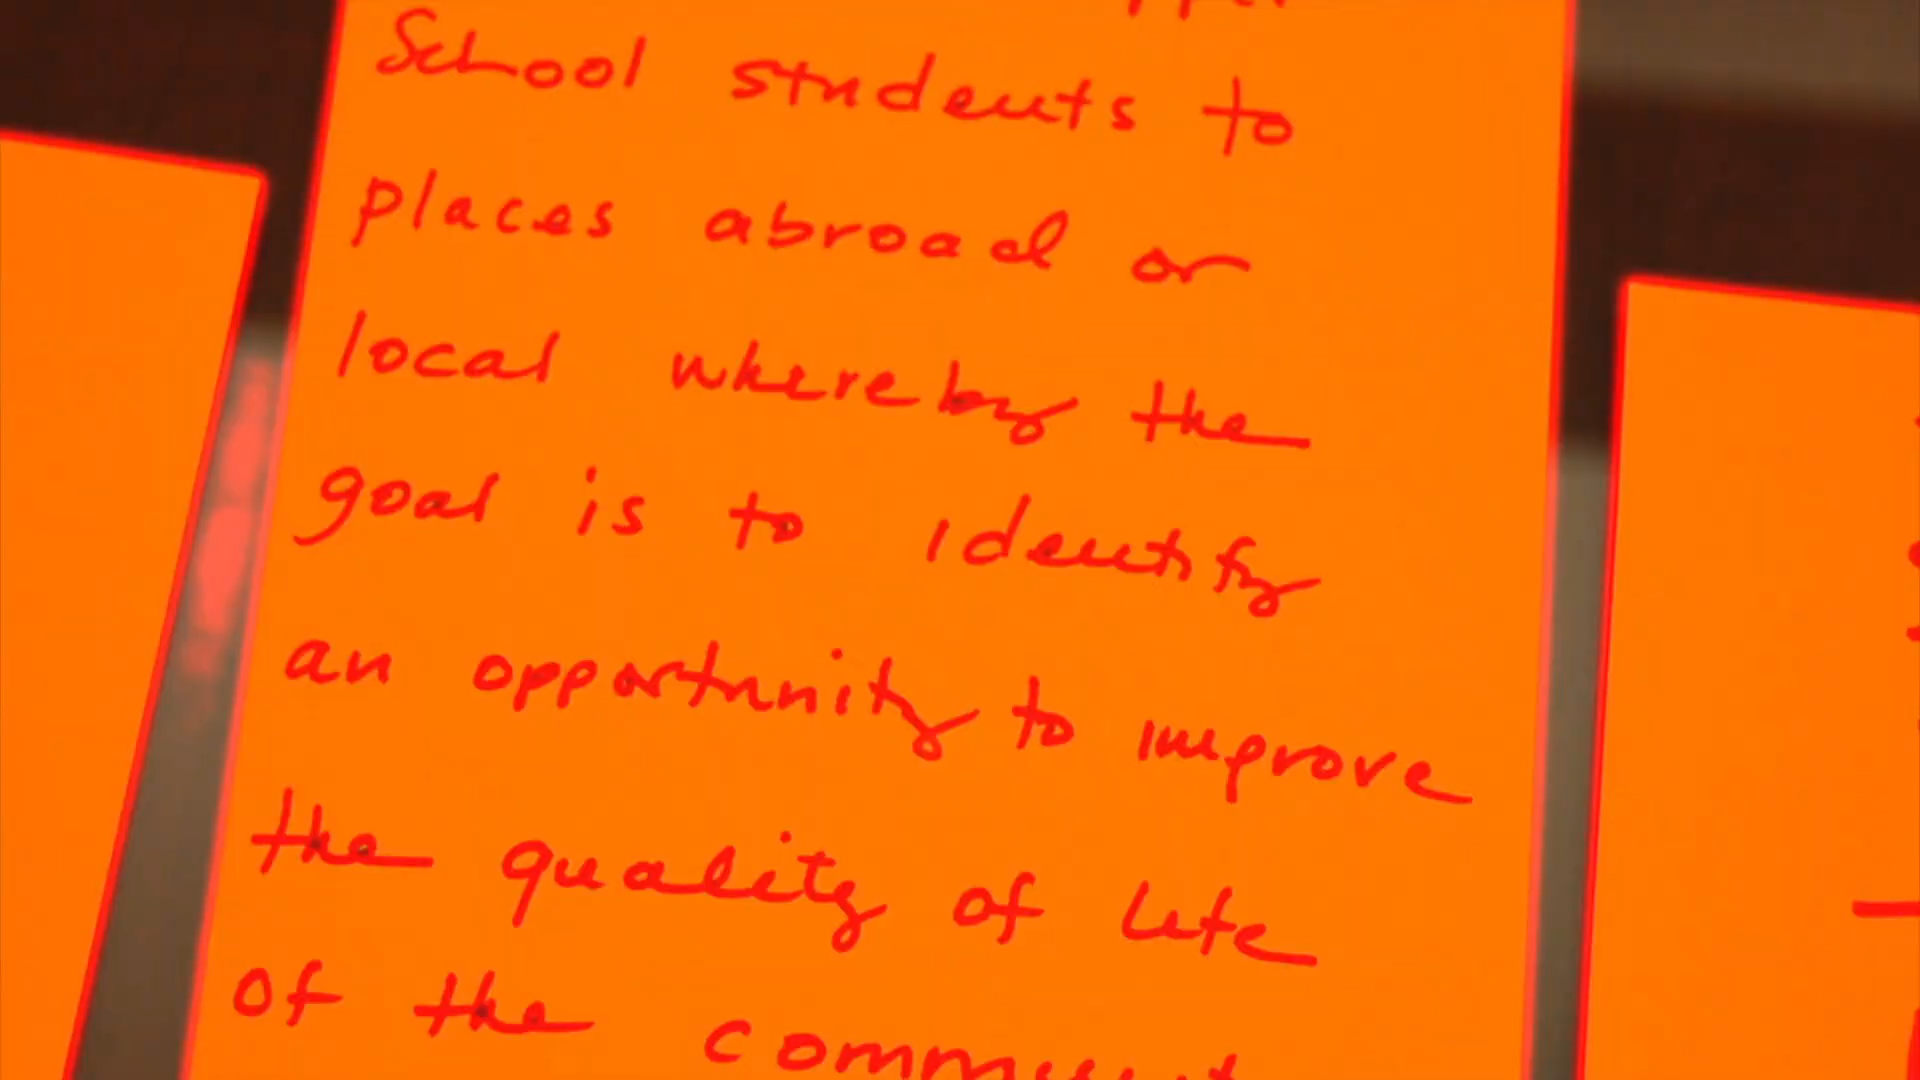 School students to
places abroad or
local whereby the
goal is to identify
an opportunity to improve
the quality of life
of the